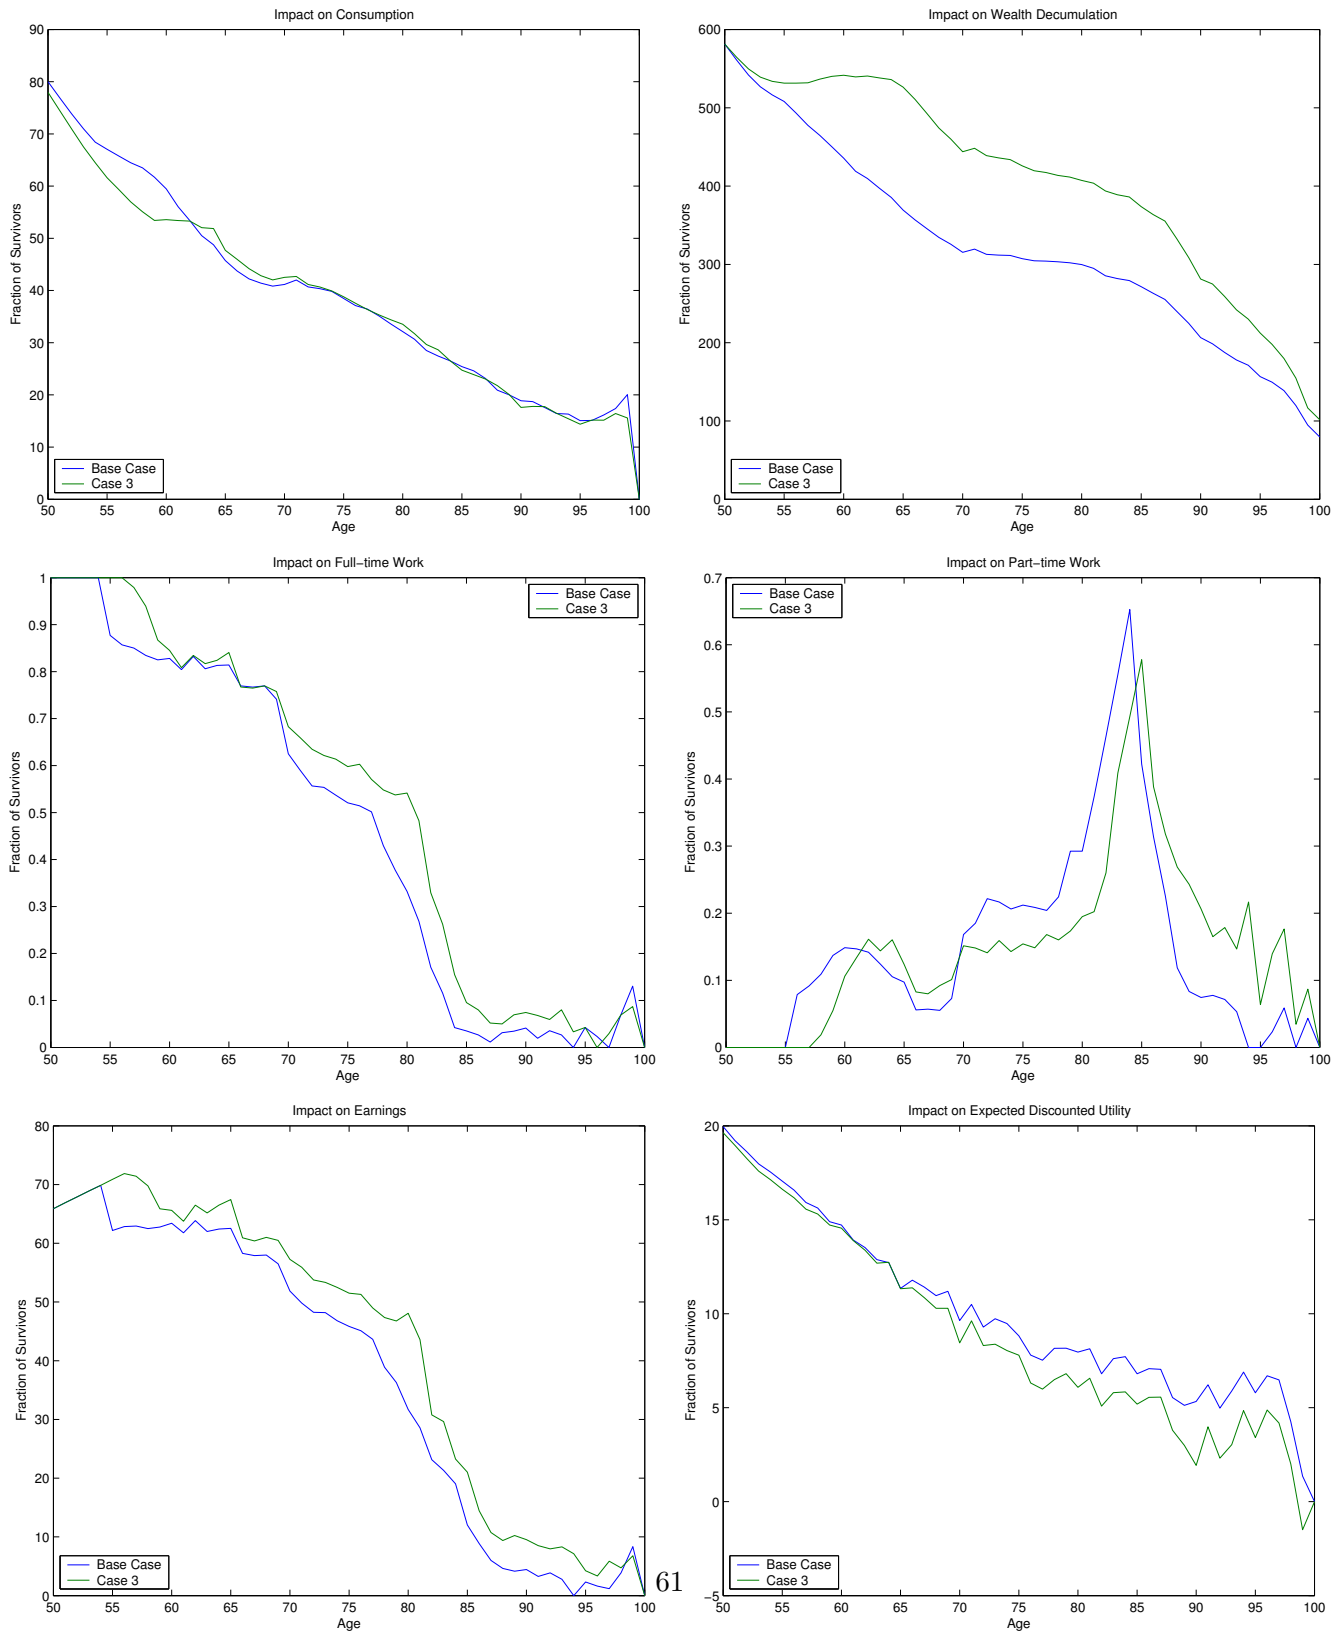 Impact on Consumption
90
80
70
60
50
40
30
20
10
0
Fraction of Survivors
Base Case
Case 3
50 55 60 65 70 75 80 85 90 95 100
Age
Impact on Wealth Decumulation
600
500
400
300
200
100
0
Fraction of Survivors
Base Case
Case 3
50 55 60 65 70 75 80 85 90 95 100
Age
Impact on Full−time Work
1
0.9
0.8
0.7
0.6
0.5
0.4
0.3
0.2
0.1
0
Fraction of Survivors
Base Case
Case 3
50 55 60 65 70 75 80 85 90 95 100
Age
Impact on Part−time Work
0.7
0.6
0.5
0.4
0.3
0.2
0.1
0
Fraction of Survivors
Base Case
Case 3
50 55 60 65 70 75 80 85 90 95 100
Age
Impact on Earnings
80
70
60
50
40
30
20
10
0
Fraction of Survivors
Base Case
Case 3
50 55 60 65 70 75 80 85 90 95 100
Age
Impact on Expected Discounted Utility
20
15
10
5
0
−5
Fraction of Survivors
Base Case
Case 3
50 55 60 65 70 75 80 85 90 95 100
Age
61